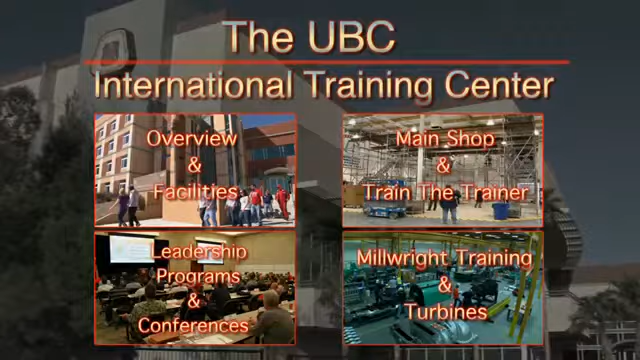 The UBC
International Training Center
Overview
&
Facilities
Main Shop
&
Train The Trainer
Leadership
Programs
&
Conferences
Millwright Training
&
Turbines